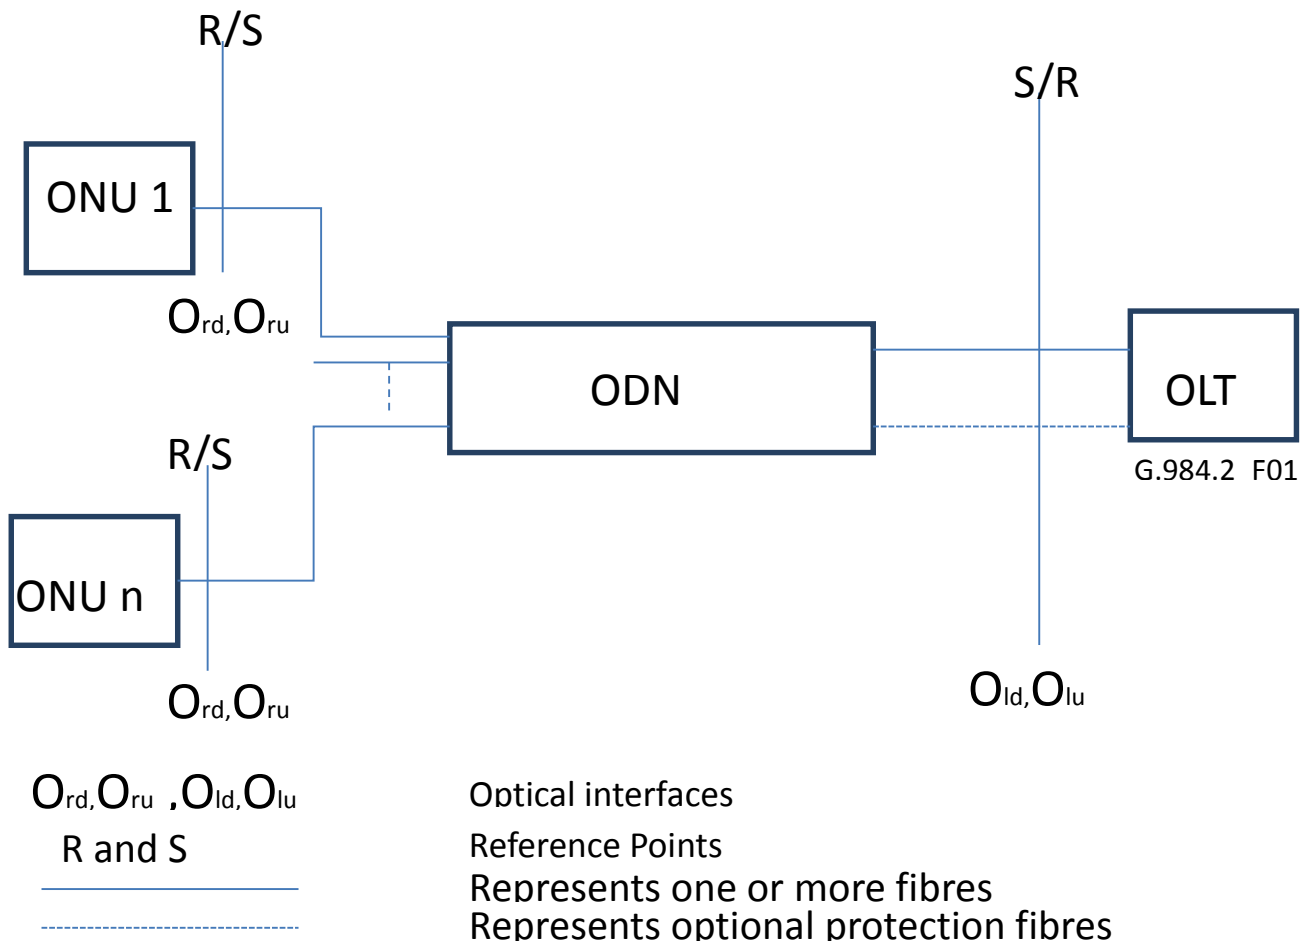 R/S
S/R
ONU 1
Ord,Oru
ODN
OLT
R/S
G.984.2 F01
ONU n
Ord,Oru
Old,Olu
Ord,Oru ,Old,Olu Optical interfaces
R and S Reference Points
Represents one or more fibres
Represents optional protection fibres